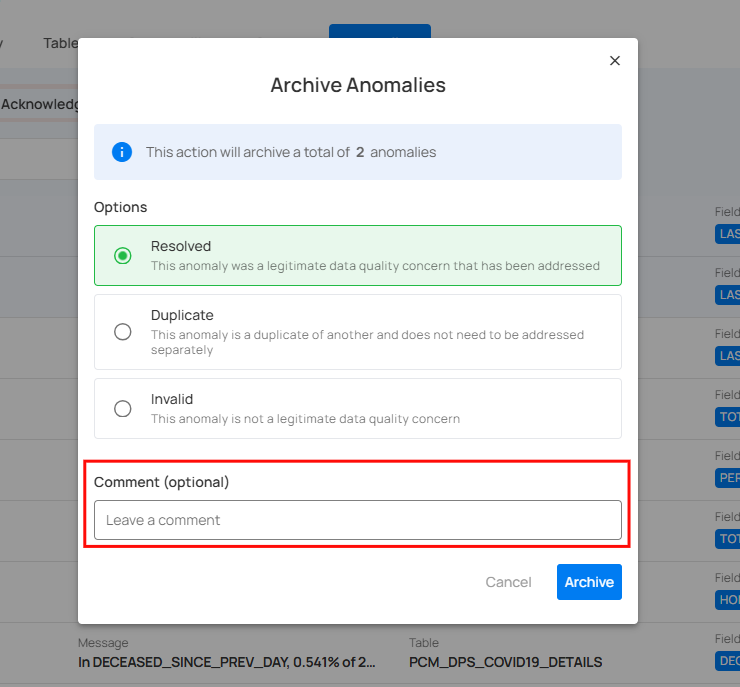 Table
Acknowledg
Archive Anomalies
This action will archive a total of 2 anomalies
Options
Resolved
This anomaly was a legitimate data quality concern that has been addressed
Duplicate
This anomaly is a duplicate of another and does not need to be addressed
separately
Invalid
This anomaly is not a legitimate data quality concern
Comment (optional)
Leave a comment
Cancel
Archive
Field
LAS
Field
LAS
Field
LAS
Field
TOT
Field
PER
Field
TOT
Field
HO
Message
Table
Field
In DECEASED_SINCE_PREV_DAY, 0.541% of 2...
PCM_DPS_COVID19_DETAILS
DEC